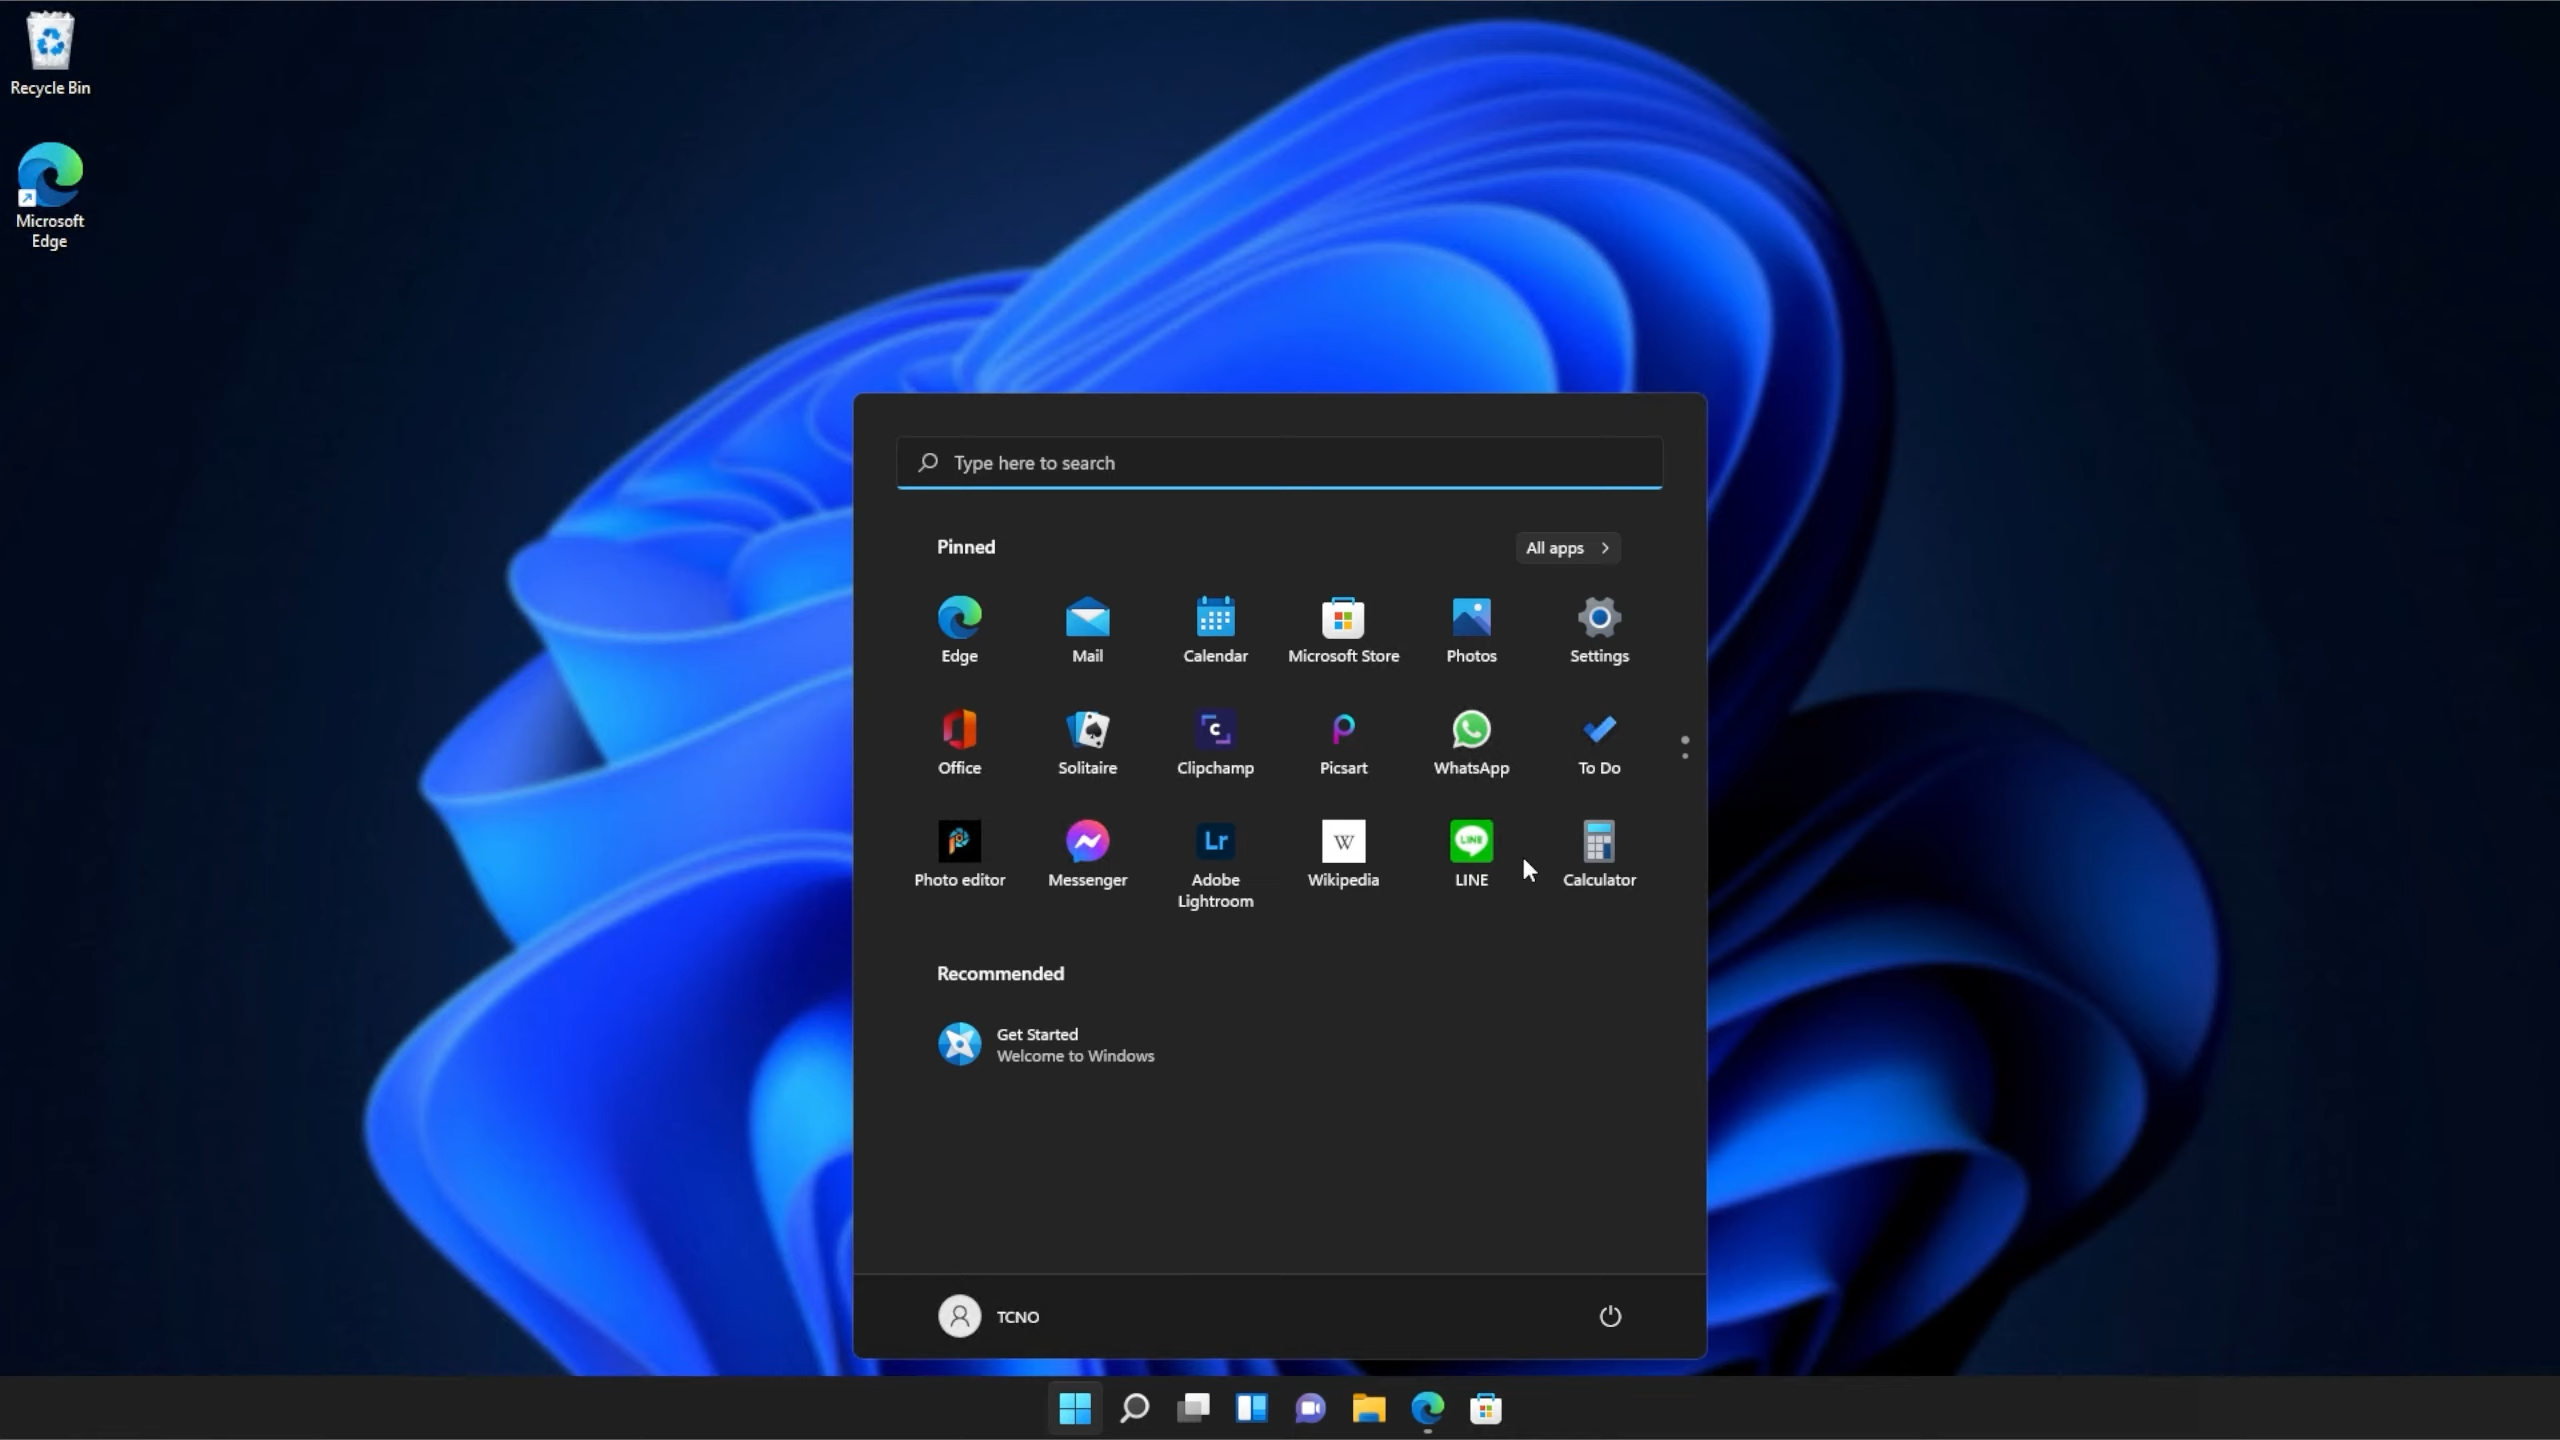 Recycle Bin
Microsoft
Edge
Type here to search
Pinned
All apps
Edge
Mail
Calendar
Microsoft Store
Photos
Settings
Office
Solitaire
Clipchamp
Picsart
WhatsApp
To Do
Photo editor
Messenger
Lr
Adobe
Lightroom
W
Wikipedia
LINE
LINE
Calculator
Recommended
Get Started
Welcome to Windows
TCNO